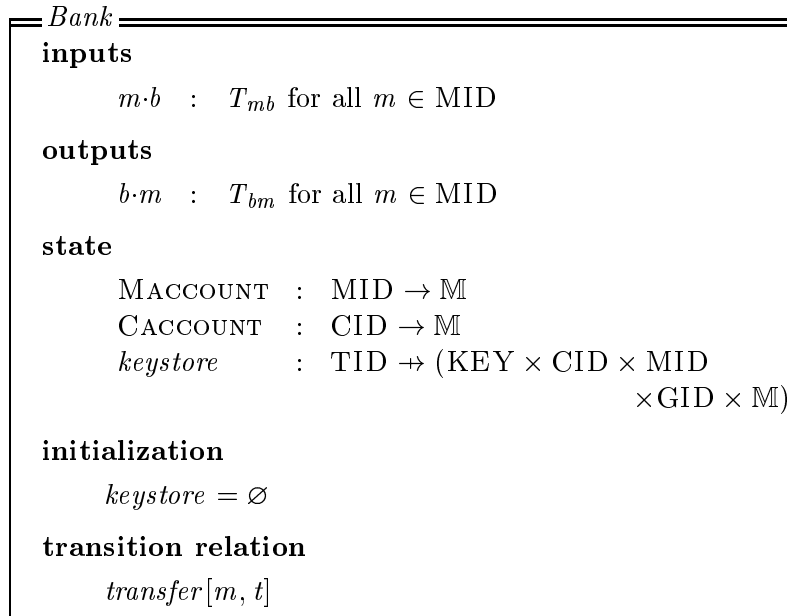 Bank
inputs
m·b : T_mb for all m ∈ MID
outputs
b·m : T_bm for all m ∈ MID
state
MACCOUNT : MID → 𝕄
CACCOUNT : CID → 𝕄
keystore : TID ⇸ (KEY × CID × MID
×GID × 𝕄)
initialization
keystore = ∅
transition relation
transfer[m, t]